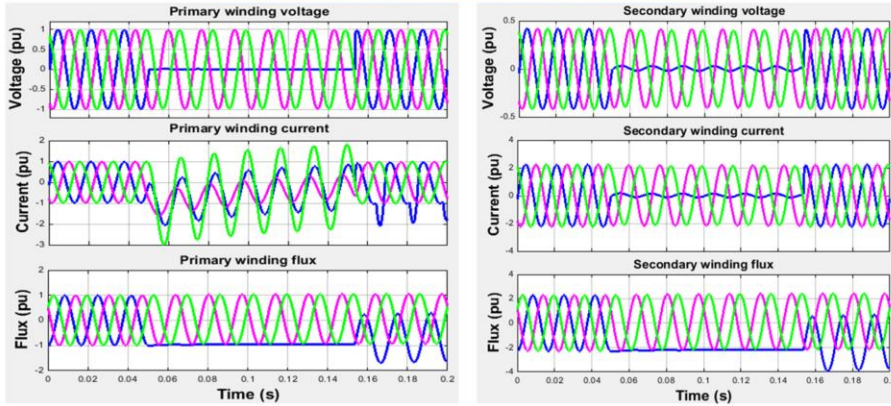 Primary winding voltage
Voltage (pu)
1
0.5
0
-0.5
-1
Primary winding current
Current (pu)
2
1
0
-1
-2
-3
Primary winding flux
Flux (pu)
2
1
0
-1
-2
0 0.02 0.04 0.06 0.08 0.1 0.12 0.14 0.16 0.18 0.2
Time (s)
Secondary winding voltage
Voltage (pu)
0.5
0
-0.5
Secondary winding current
Current (pu)
4
2
0
-2
-4
Secondary winding flux
Flux (pu)
4
2
0
-2
-4
0 0.02 0.04 0.06 0.08 0.1 0.12 0.14 0.16 0.18 0.
Time (s)